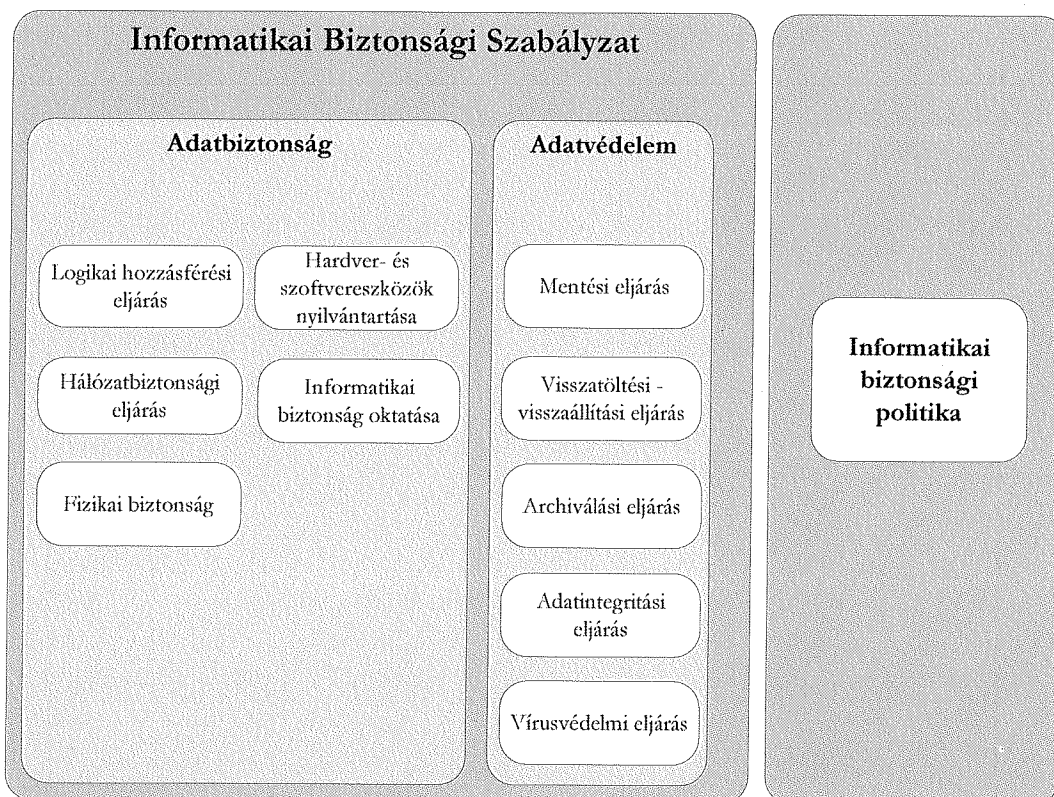 Informatikai Biztonsági Szabályzat
Adatbiztonság
Logikai hozzásférési
eljárás
Hardver- és
szoftvereszközök
nyilvántartása
Hálózatbiztonsági
eljárás
Informatikai
biztonság oktatása
Fizikai biztonság
Adatvédelem
Mentési eljárás
Visszatöltési -
visszaállítási eljárás
Archiválási eljárás
Adatintegritási
eljárás
Vírusvédelmi eljárás
Informatikai
biztonsági
politika